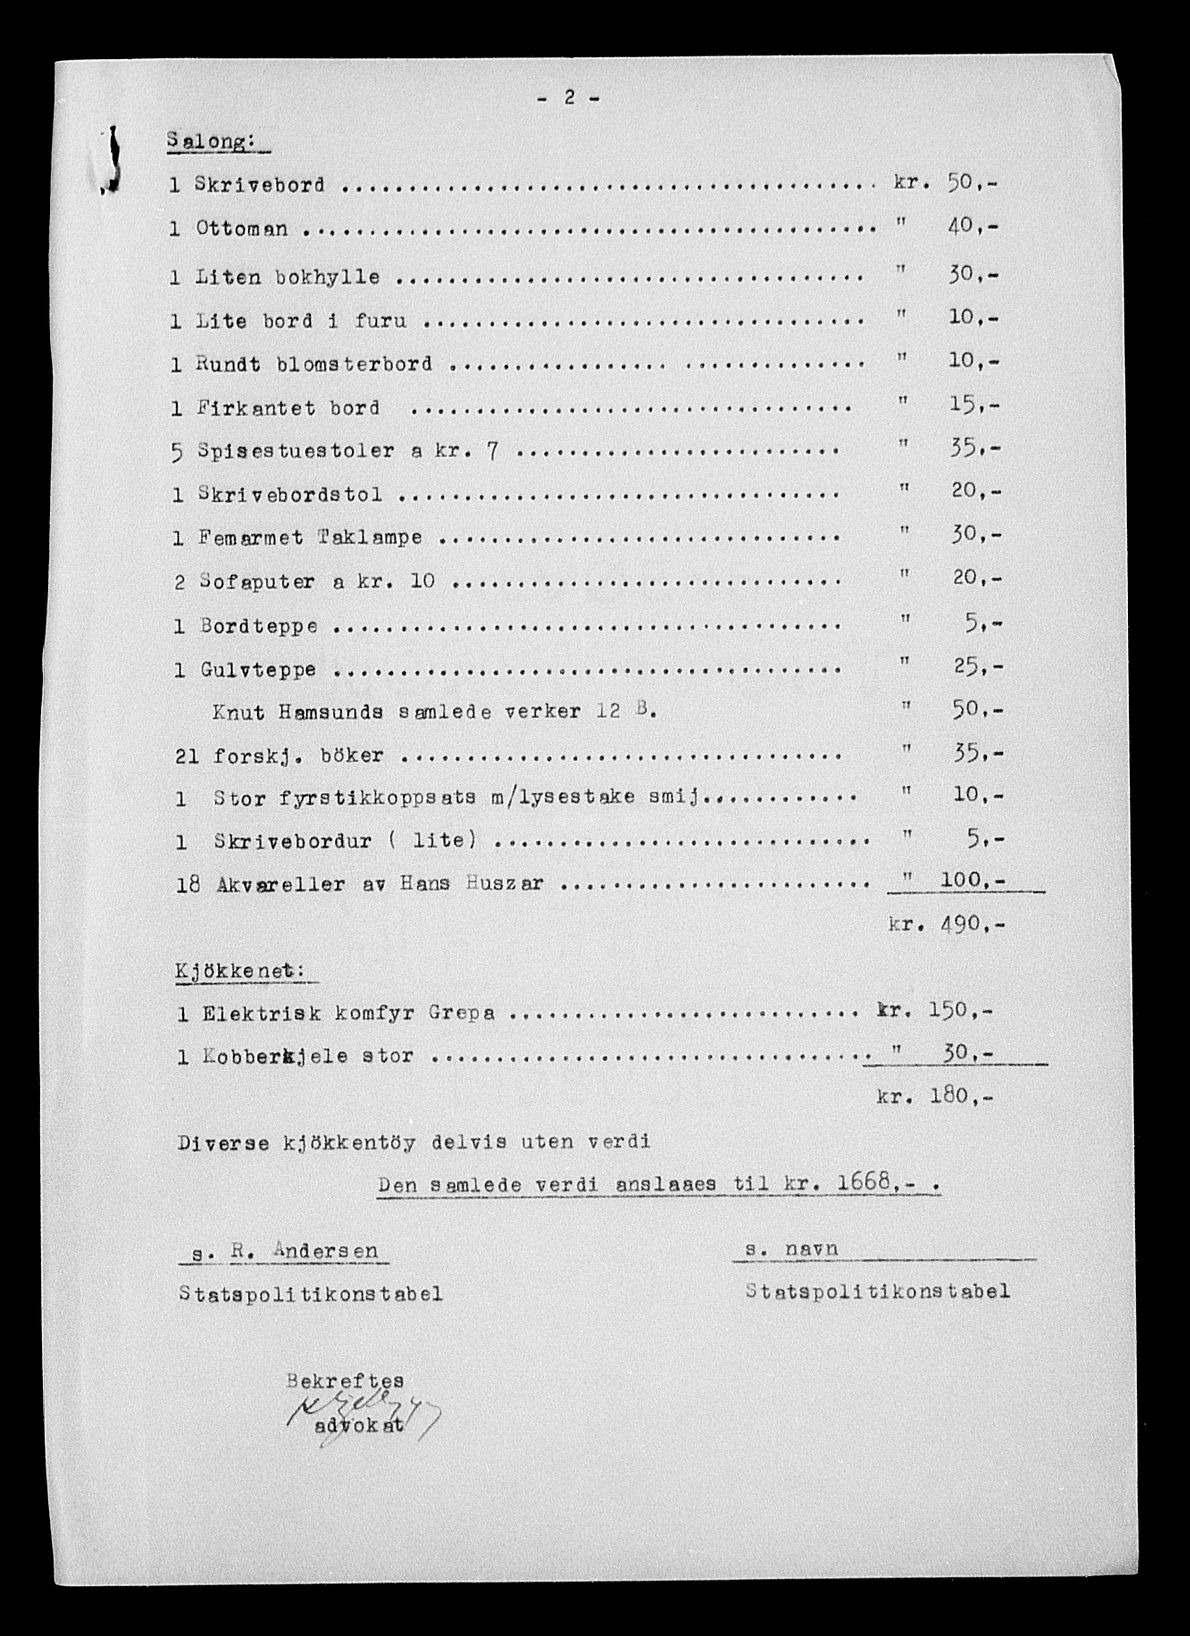 - 2 -
Salong:
1 Skrivebord ......................................... kr. 50,-
1 Ottoman ............................................ " 40,-
1 Liten bokhylle .................................... " 30,-
1 Lite bord i furu .................................. " 10,-
1 Rundt blomsterbord ................. .............. " 10,-
1 Firkantet bord .................................. " 15,-
5 Spisestuestoler a kr. 7 ......................... " 35,-
1 Skrivebordstol .................................. " 20,-
1 Femarmet Taklampe ............................... " 30,-
2 Sofaputer a kr. 10 .............................. " 20,-
1 Bordteppe ....................................... " 5,-
1 Gulvteppe ....................................... " 25,-
Knut Hamsunds samlede verker 12 B. " 50,-
21 forskj. böker .................................. " 35,-
1 Stor fyrstikkoppsats m/lysestake smij............ " 10,-
1 Skrivebordur ( lite) ............................. " 5,-
18 Akvareller av Hans Huszar ........................ " 100,-
kr. 490,-
Kjökkenet:
1 Elektrisk komfyr Grepa ........................... kr. 150,-
1 Kobberkjele stor .................................. " 30,-
kr. 180,-
Diverse kjökkentöy delvis uten verdi
Den samlede verdi anslaaes til kr. 1668,- .
s. R. Andersen s. navn
Statspolitikonstabel Statspolitikonstabel
Bekreftes
advokat